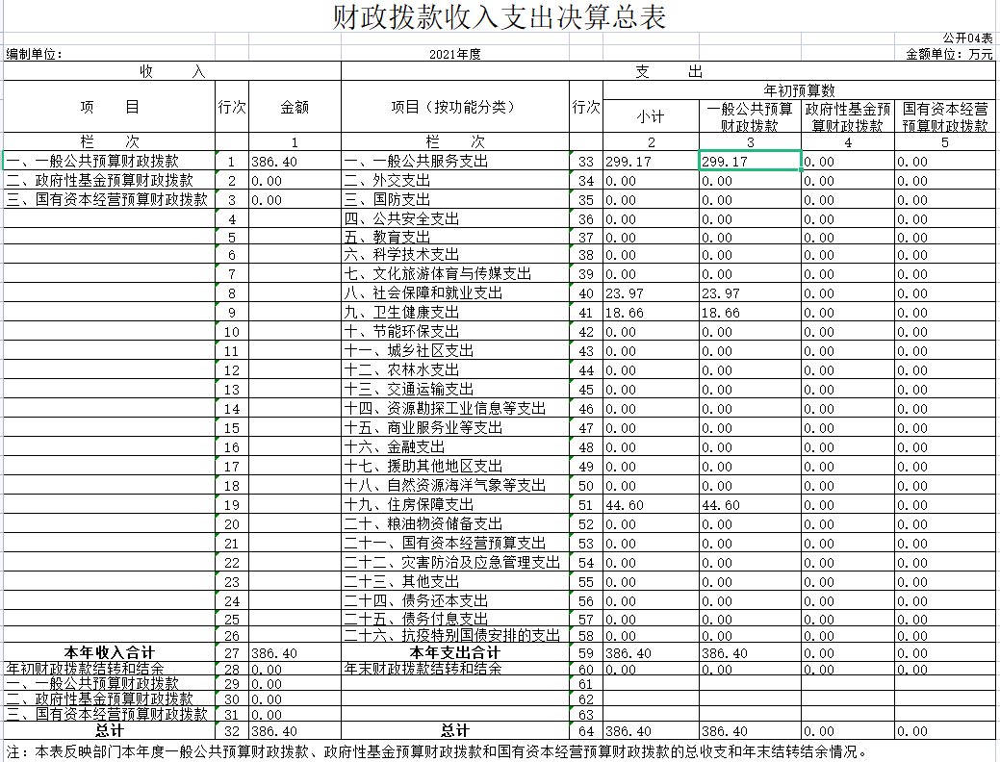 财政拨款收入支出决算总表
公开04表
编制单位: 2021年度 金额单位: 万元
收 入 支 出
项 目 行次 金额 项目（按功能分类） 行次 年初预算数
小计 一般公共预算财政拨款 政府性基金预算财政拨款 国有资本经营预算财政拨款
栏 次 1 栏 次 2 3 4 5
一、一般公共预算财政拨款 1 386.40 一、一般公共服务支出 33 299.17 299.17 0.00 0.00
二、政府性基金预算财政拨款 2 0.00 二、外交支出 34 0.00 0.00 0.00 0.00
三、国有资本经营预算财政拨款 3 0.00 三、国防支出 35 0.00 0.00 0.00 0.00
4 四、公共安全支出 36 0.00 0.00 0.00 0.00
5 五、教育支出 37 0.00 0.00 0.00 0.00
6 六、科学技术支出 38 0.00 0.00 0.00 0.00
7 七、文化旅游体育与传媒支出 39 0.00 0.00 0.00 0.00
8 八、社会保障和就业支出 40 23.97 23.97 0.00 0.00
9 九、卫生健康支出 41 18.66 18.66 0.00 0.00
10 十、节能环保支出 42 0.00 0.00 0.00 0.00
11 十一、城乡社区支出 43 0.00 0.00 0.00 0.00
12 十二、农林水支出 44 0.00 0.00 0.00 0.00
13 十三、交通运输支出 45 0.00 0.00 0.00 0.00
14 十四、资源勘探工业信息等支出 46 0.00 0.00 0.00 0.00
15 十五、商业服务业等支出 47 0.00 0.00 0.00 0.00
16 十六、金融支出 48 0.00 0.00 0.00 0.00
17 十七、援助其他地区支出 49 0.00 0.00 0.00 0.00
18 十八、自然资源海洋气象等支出 50 0.00 0.00 0.00 0.00
19 十九、住房保障支出 51 44.60 44.60 0.00 0.00
20 二十、粮油物资储备支出 52 0.00 0.00 0.00 0.00
21 二十一、国有资本经营预算支出 53 0.00 0.00 0.00 0.00
22 二十二、灾害防治及应急管理支出 54 0.00 0.00 0.00 0.00
23 二十三、其他支出 55 0.00 0.00 0.00 0.00
24 二十四、债务还本支出 56 0.00 0.00 0.00 0.00
25 二十五、债务付息支出 57 0.00 0.00 0.00 0.00
26 二十六、抗疫特别国债安排的支出 58 0.00 0.00 0.00 0.00
本年收入合计 27 386.40 本年支出合计 59 386.40 386.40 0.00 0.00
年初财政拨款结转和结余 28 0.00 年末财政拨款结转和结余 60 0.00 0.00 0.00 0.00
一、一般公共预算财政拨款 29 0.00 61
二、政府性基金预算财政拨款 30 0.00 62
三、国有资本经营预算财政拨款 31 0.00 63
总计 32 386.40 总计 64 386.40 386.40 0.00 0.00
注：本表反映部门本年度一般公共预算财政拨款、政府性基金预算财政拨款和国有资本经营预算财政拨款的总收支和年末结转结余情况。